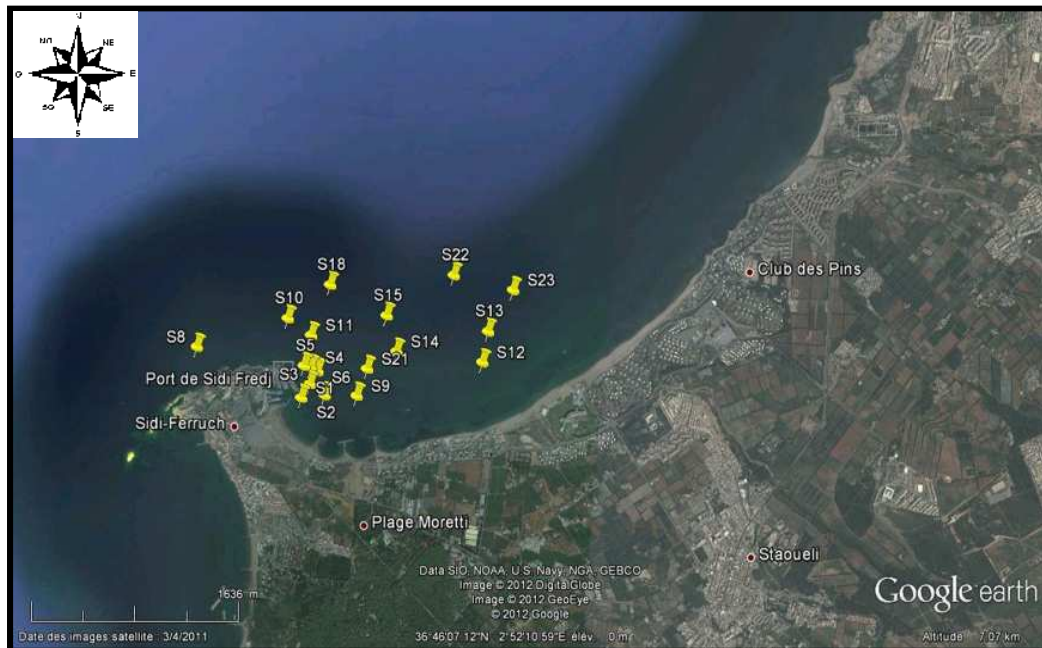 N
NO NE
O E
SO SE
S
S22
S18
S23
S10
S15
S13
S11
S8
S14
S12
S5
S4
S21
Port de Sidi Fredj
S3
S6
S9
S1
S2
Sidi-Ferruch
Club des Pins
Plage Moretti
Staoueli
Data SIO, NOAA, U.S. Navy, NGA, GEBCO
Image © 2012 DigitalGlobe
Image © 2012 GeoEye
© 2012 Google
Google earth
1636 m
Date des images satellite : 3/4/2011
36°46'07.12"N 2°52'10.59"E élév. 0 m
Altitude 7.07 km